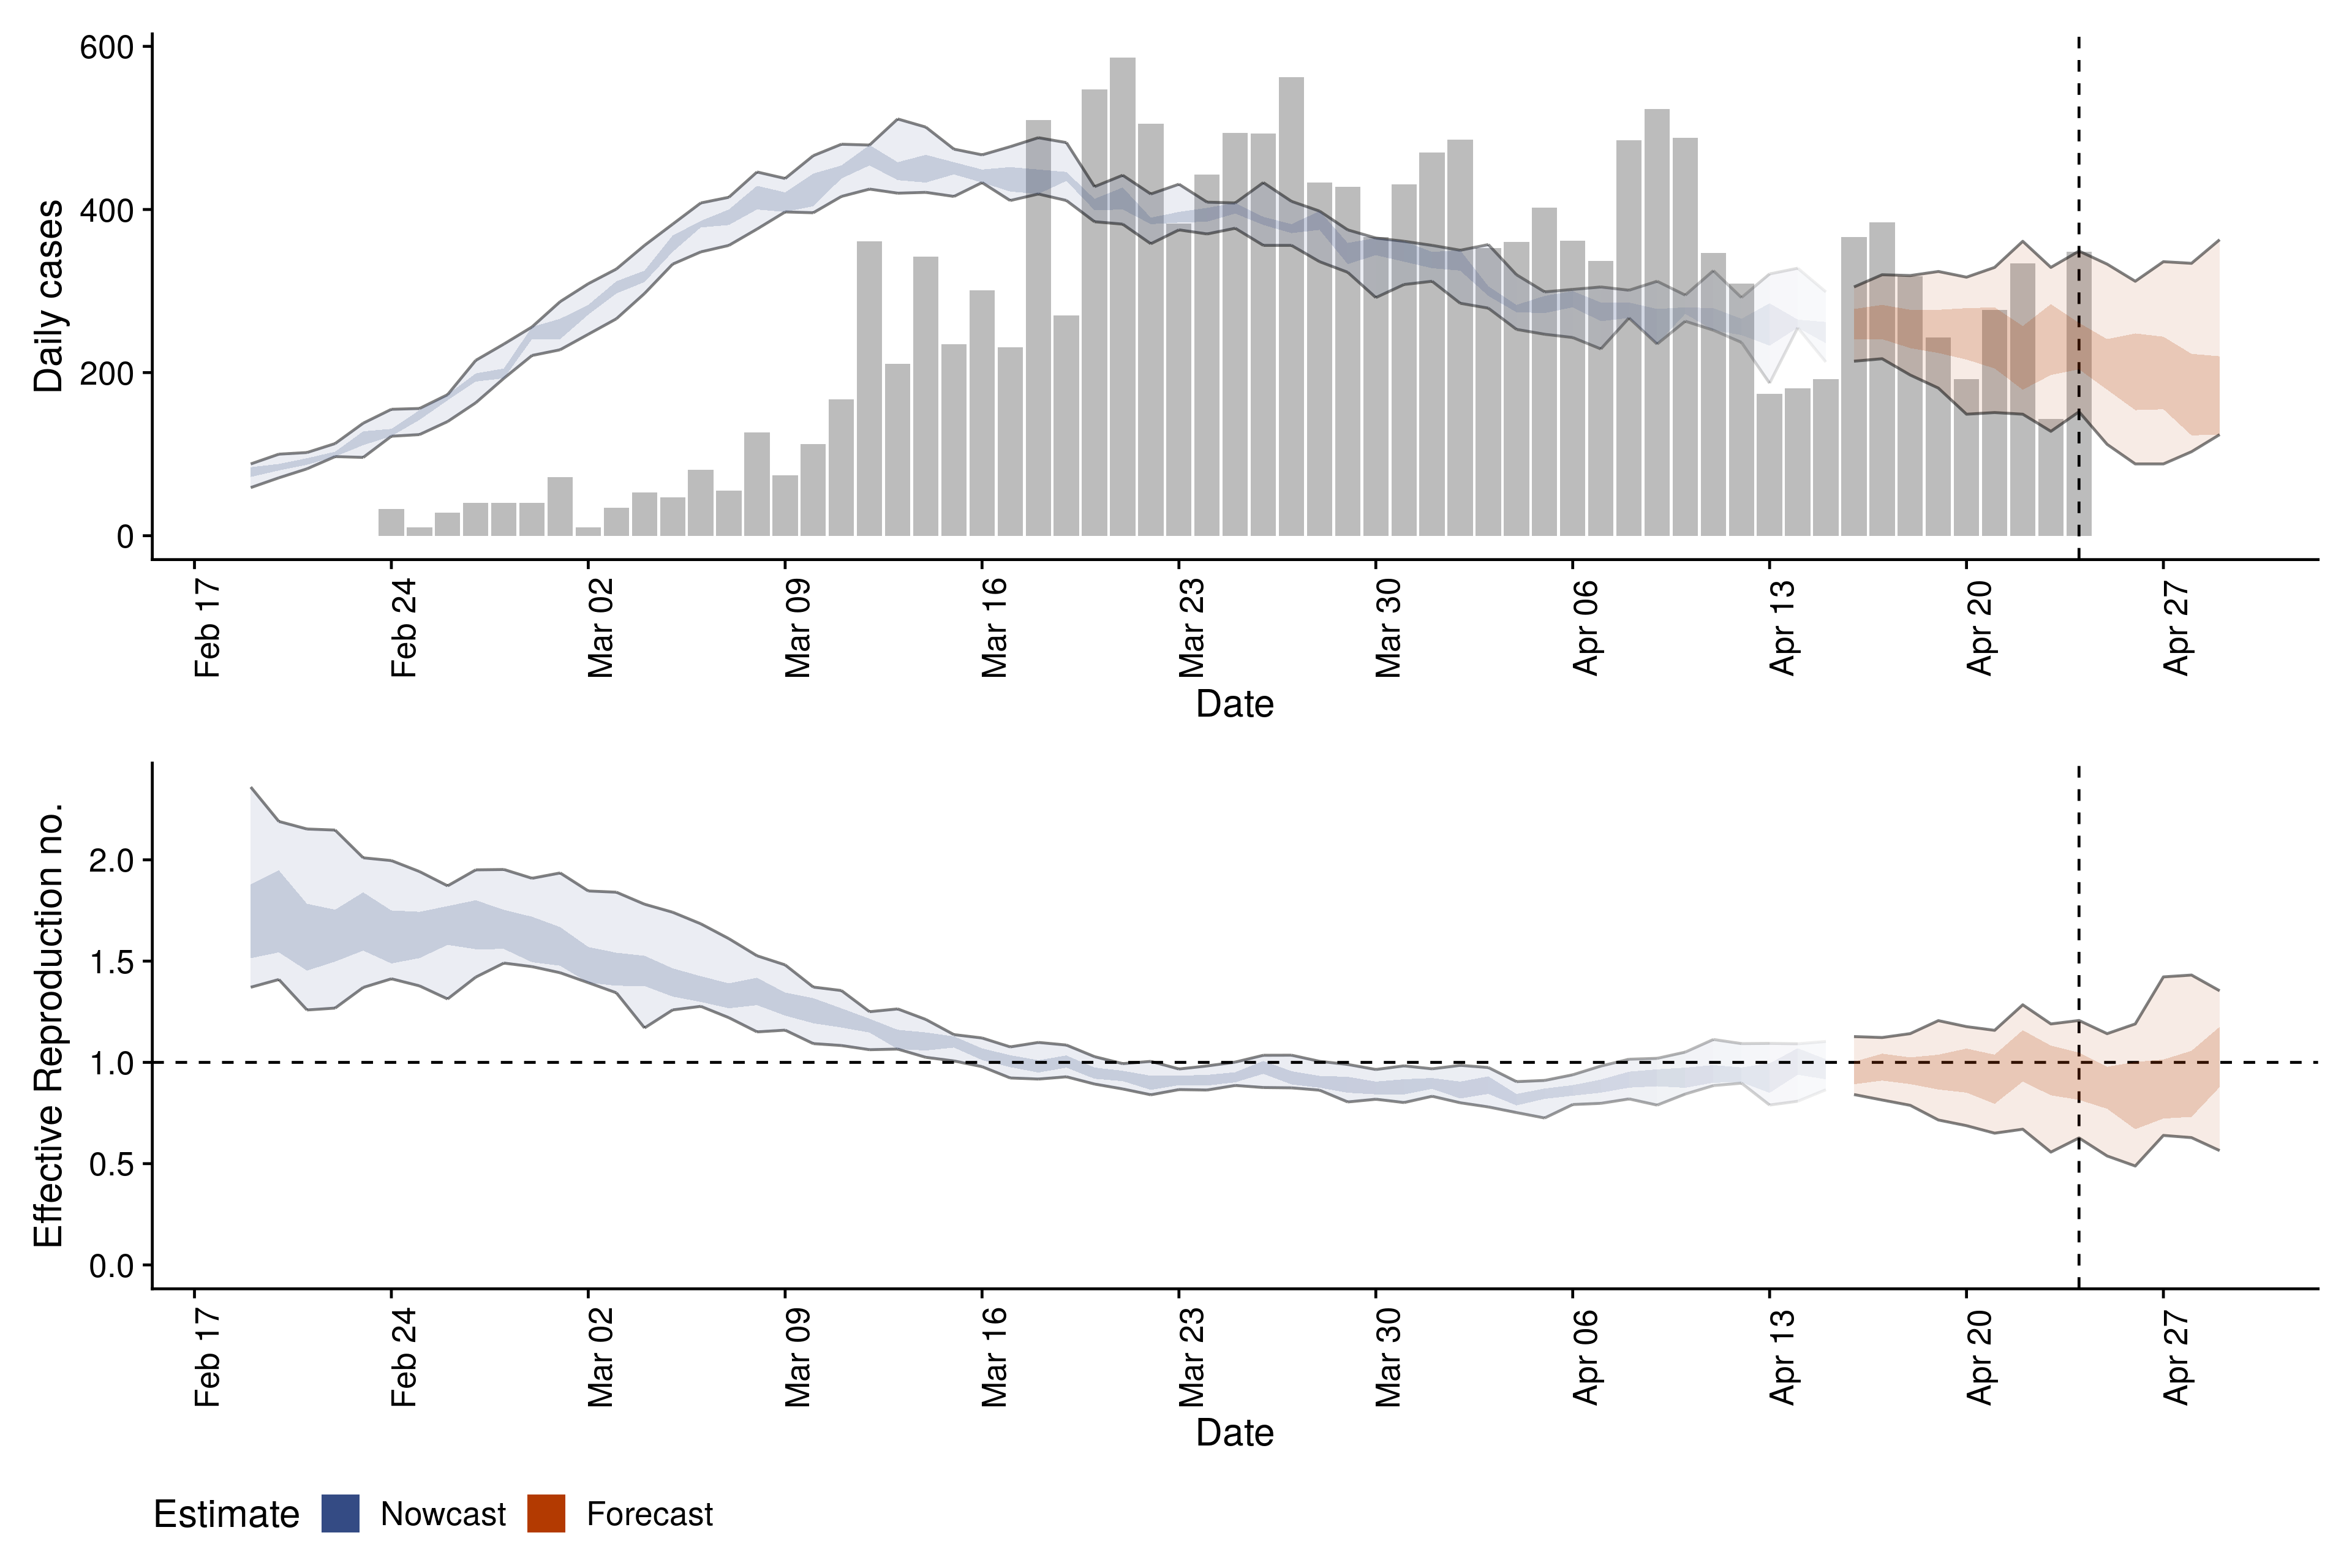 600
400
200
0
Daily cases
Feb 17
Feb 24
Mar 02
Mar 09
Mar 16
Mar 23
Mar 30
Apr 06
Apr 13
Apr 20
Apr 27
Date
2.0
1.5
1.0
0.5
0.0
Effective Reproduction no.
Feb 17
Feb 24
Mar 02
Mar 09
Mar 16
Mar 23
Mar 30
Apr 06
Apr 13
Apr 20
Apr 27
Date
Estimate Nowcast Forecast